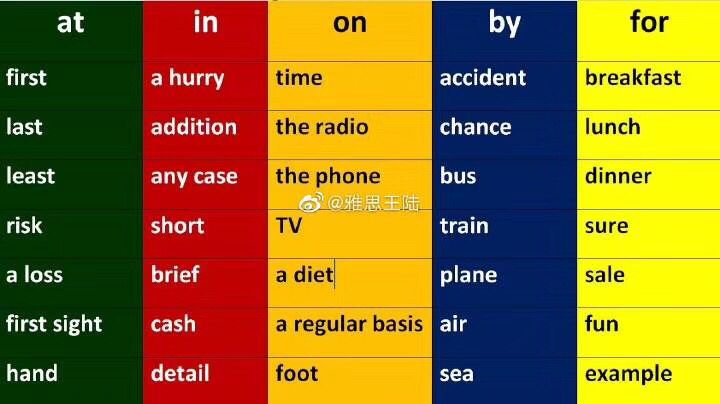 at in on by for
first a hurry time accident breakfast
last addition the radio chance lunch
least any case the phone bus dinner
@雅思王陆
risk short TV train sure
a loss brief a diet plane sale
first sight cash a regular basis air fun
hand detail foot sea example